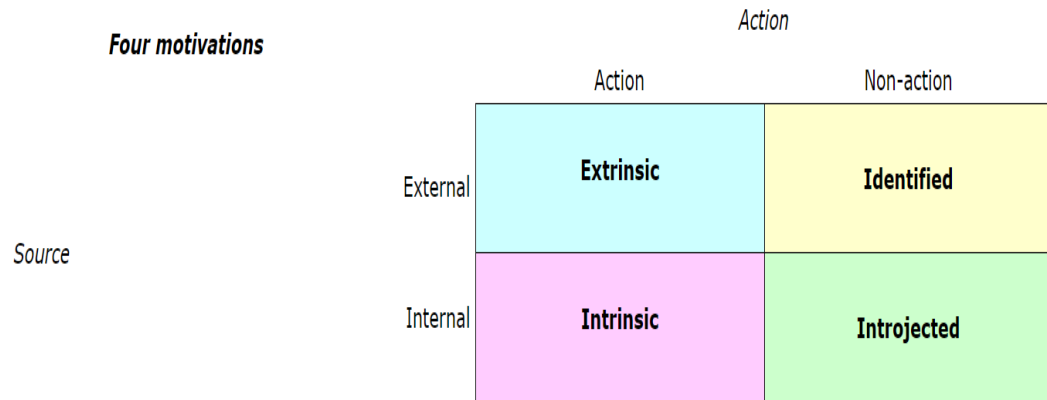 Action
Four motivations
Action Non-action
Extrinsic
Identified
External
Source
Internal
Intrinsic
Introjected